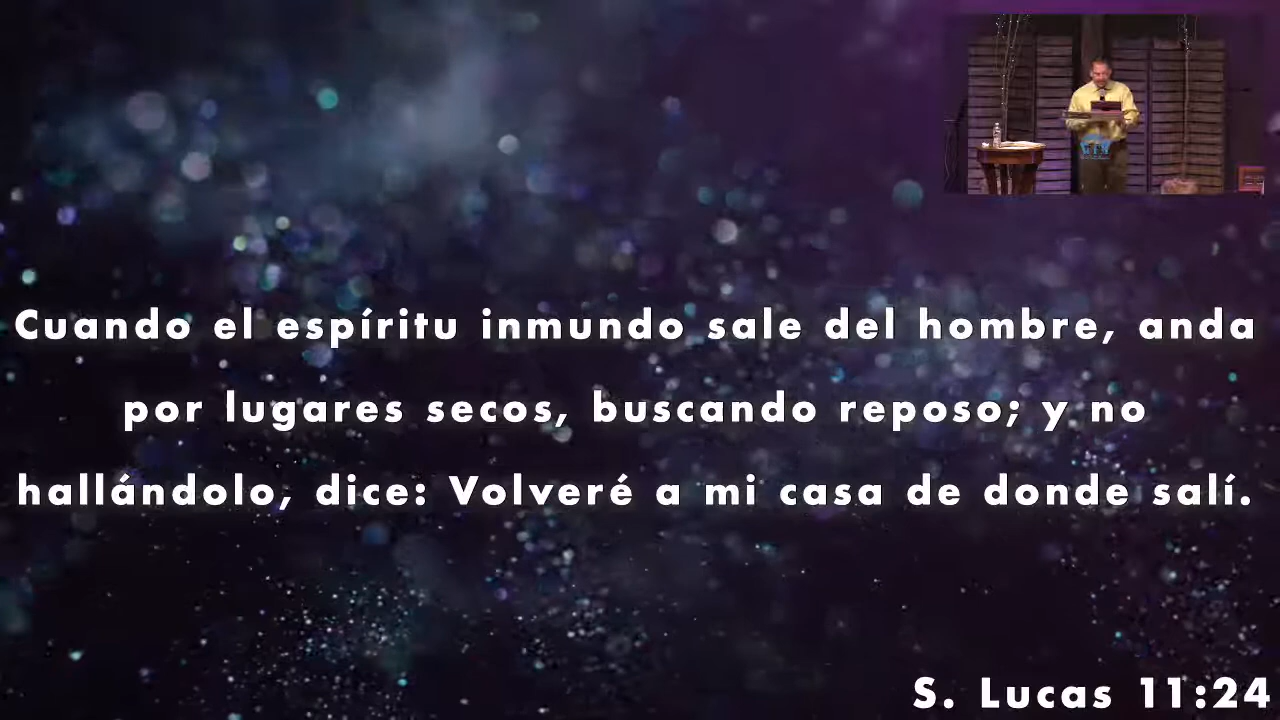 Cuando el espíritu inmundo sale del hombre, anda
por lugares secos, buscando reposo; y no
hallándolo, dice: Volveré a mi casa de donde salí.
S. Lucas 11:24